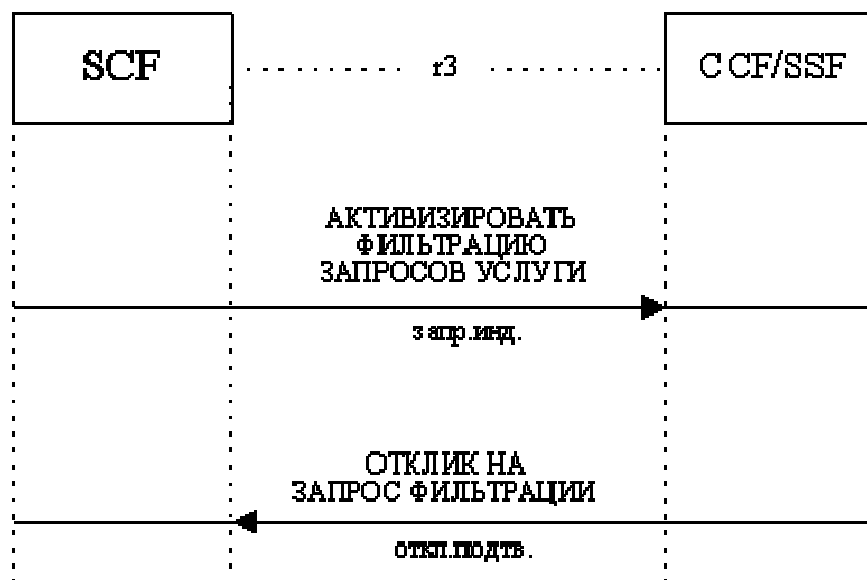 SCF
r3
CCF/SSF
АКТИВИЗИРОВАТЬ
ФИЛЬТРАЦИЮ
ЗАПРОСОВ УСЛУГИ
запр.инд.
ОТКЛИК НА
ЗАПРОС ФИЛЬТРАЦИИ
откл.подтв.